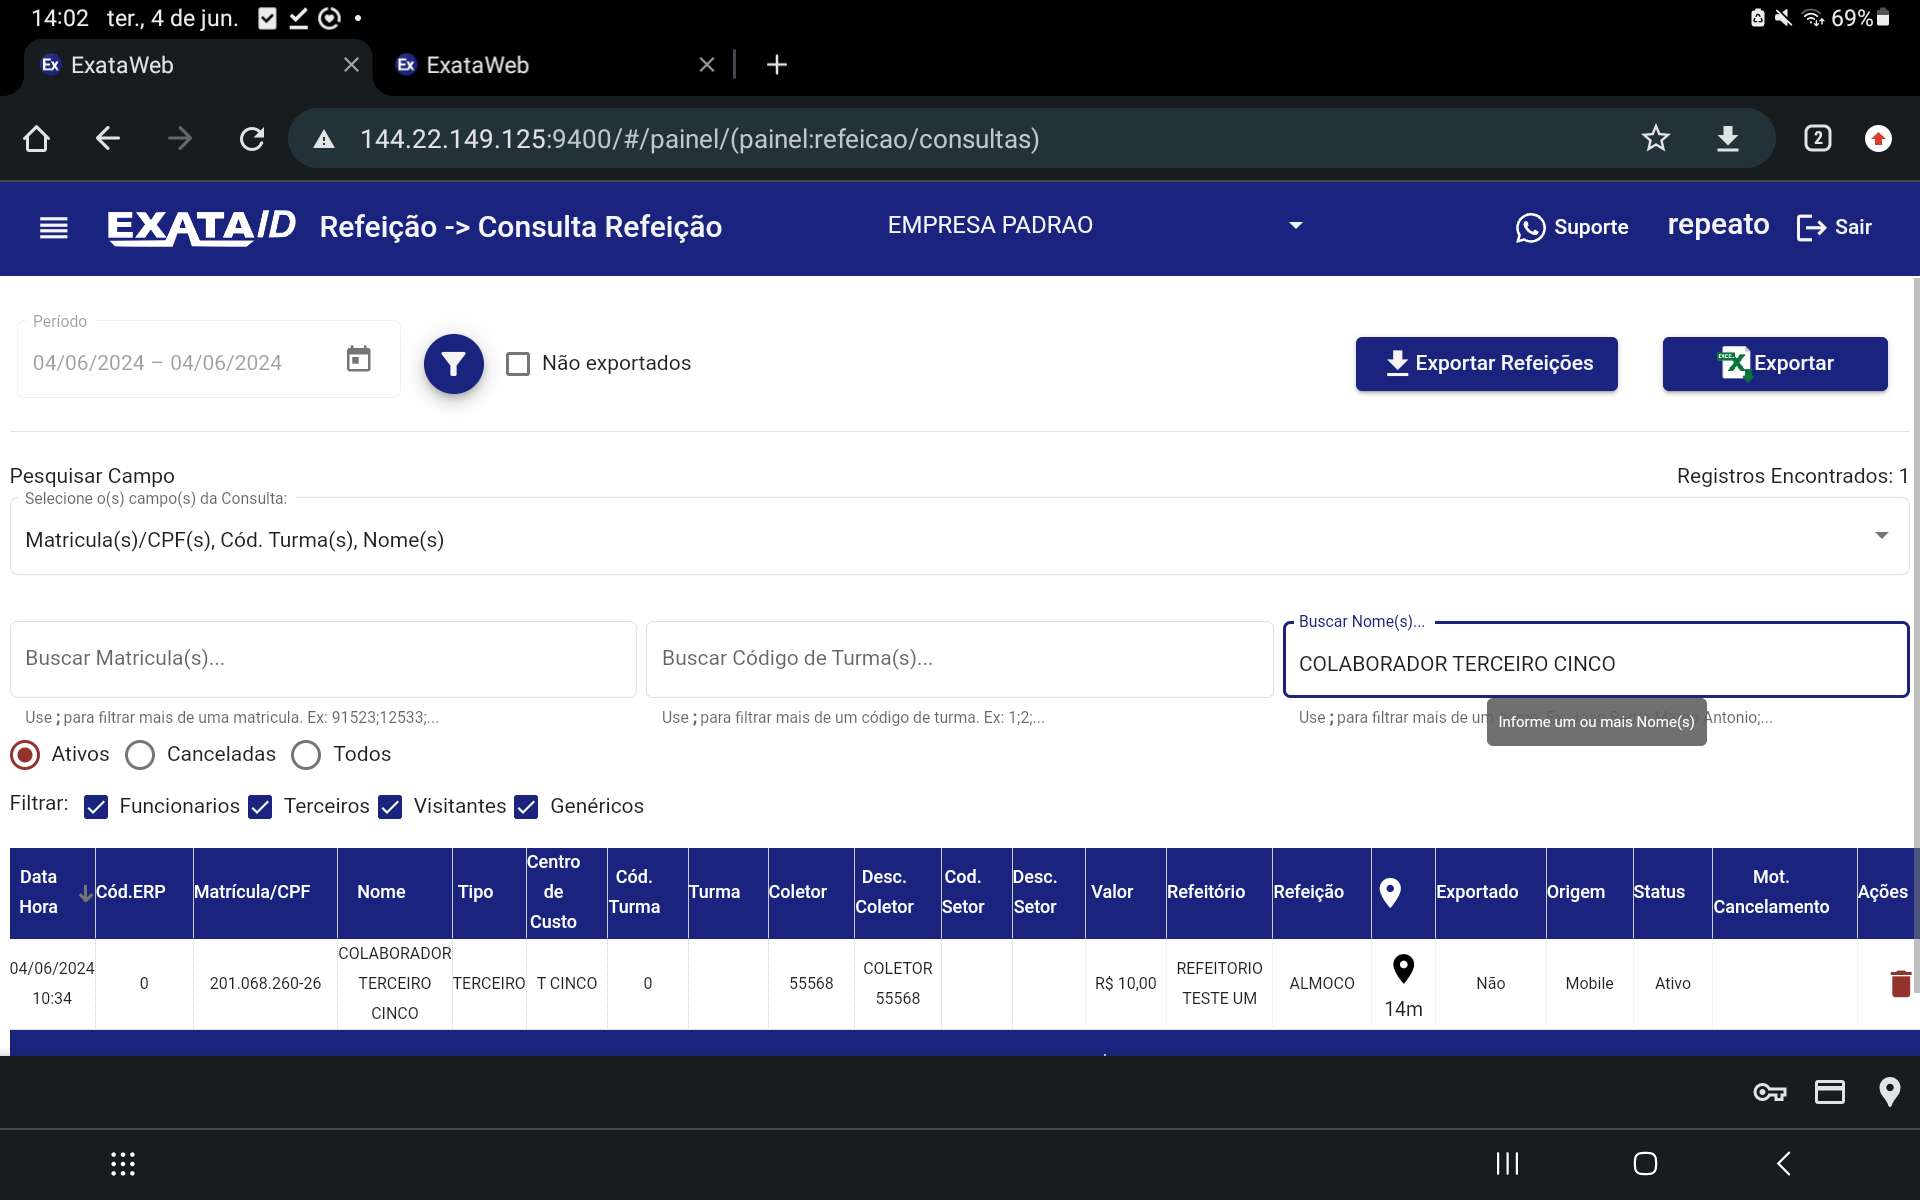 14:02 ter., 4 de jun.
69%
Ex ExataWeb
Ex ExataWeb
144.22.149.125:9400/#/painel/(painel:refeicao/consultas)
2
EXATA/ID Refeição -> Consulta Refeição EMPRESA PADRAO Suporte repeato Sair
Período
04/06/2024 – 04/06/2024
Não exportados
Exportar Refeições
Exportar
Pesquisar Campo
Registros Encontrados: 1
Selecione o(s) campo(s) da Consulta:
Matricula(s)/CPF(s), Cód. Turma(s), Nome(s)
Buscar Matricula(s)...
Buscar Código de Turma(s)...
Buscar Nome(s)...
COLABORADOR TERCEIRO CINCO
Use ; para filtrar mais de uma matricula. Ex: 91523;12533;...
Use ; para filtrar mais de um código de turma. Ex: 1;2;...
Use ; para filtrar mais de um
Antonio;...
Informe um ou mais Nome(s)
Ativos Canceladas Todos
Filtrar: Funcionarios Terceiros Visitantes Genéricos
Data Hora
Cód.ERP
Matrícula/CPF
Nome
Tipo
Centro de Custo
Cód. Turma
Turma
Coletor
Desc. Coletor
Cod. Setor
Desc. Setor
Valor
Refeitório
Refeição
Exportado
Origem
Status
Mot. Cancelamento
Ações
04/06/2024 10:34
0
201.068.260-26
COLABORADOR TERCEIRO CINCO
TERCEIRO
T CINCO
0
55568
COLETOR 55568
R$ 10,00
REFEITORIO TESTE UM
ALMOCO
14m
Não
Mobile
Ativo